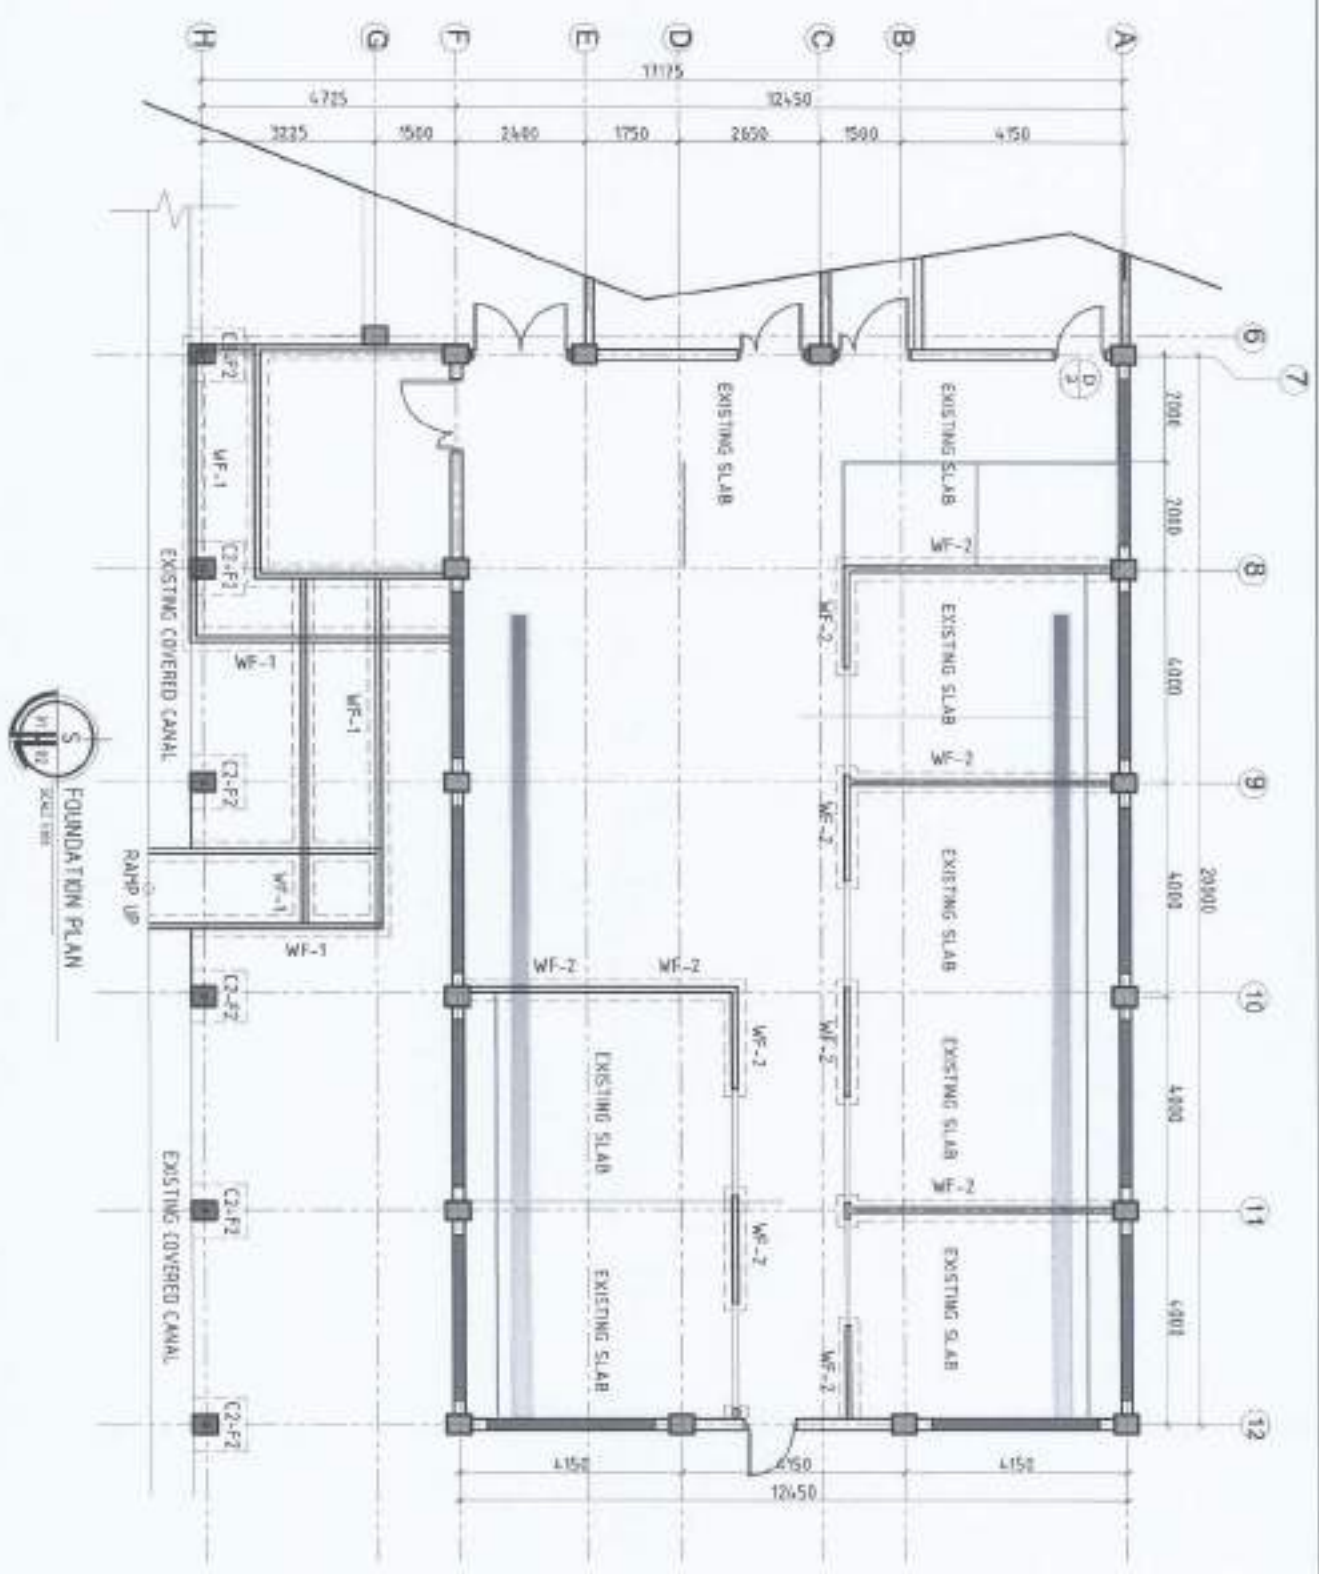 H
G
F
E
D
C
B
A
17175
4725
12450
3225
1500
2400
1750
2650
1500
4150
6
7
8
9
10
11
12
D
2000
2000
4000
4000
4000
4000
20000
EXISTING SLAB
EXISTING SLAB
EXISTING SLAB
EXISTING SLAB
EXISTING SLAB
EXISTING SLAB
EXISTING SLAB
EXISTING SLAB
WF-2
WF-2
WF-2
WF-2
WF-2
WF-2
WF-2
WF-2
WF-2
WF-2
WF-2
WF-1
WF-1
WF-1
WF-1
WF-1
C2-F2
C2-F2
C2-F2
C2-F2
C2-F2
EXISTING COVERED CANAL
EXISTING COVERED CANAL
RAMP UP
4150
4150
4150
12450
S
FOUNDATION PLAN
SCALE